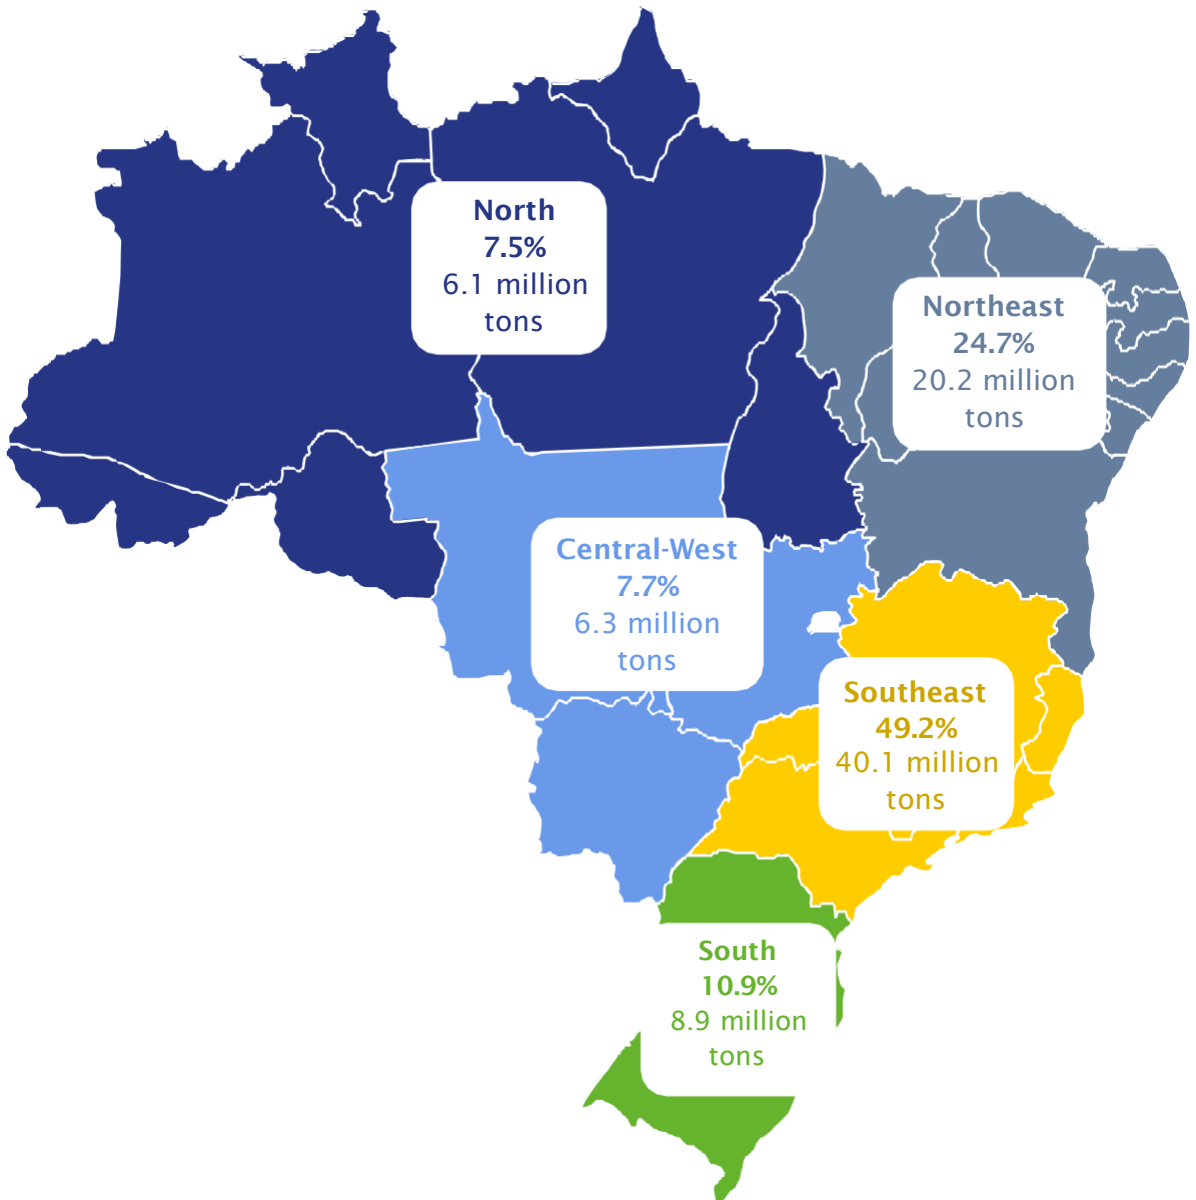 North
7.5%
6.1 million
tons
Northeast
24.7%
20.2 million
tons
Central-West
7.7%
6.3 million
tons
Southeast
49.2%
40.1 million
tons
South
10.9%
8.9 million
tons